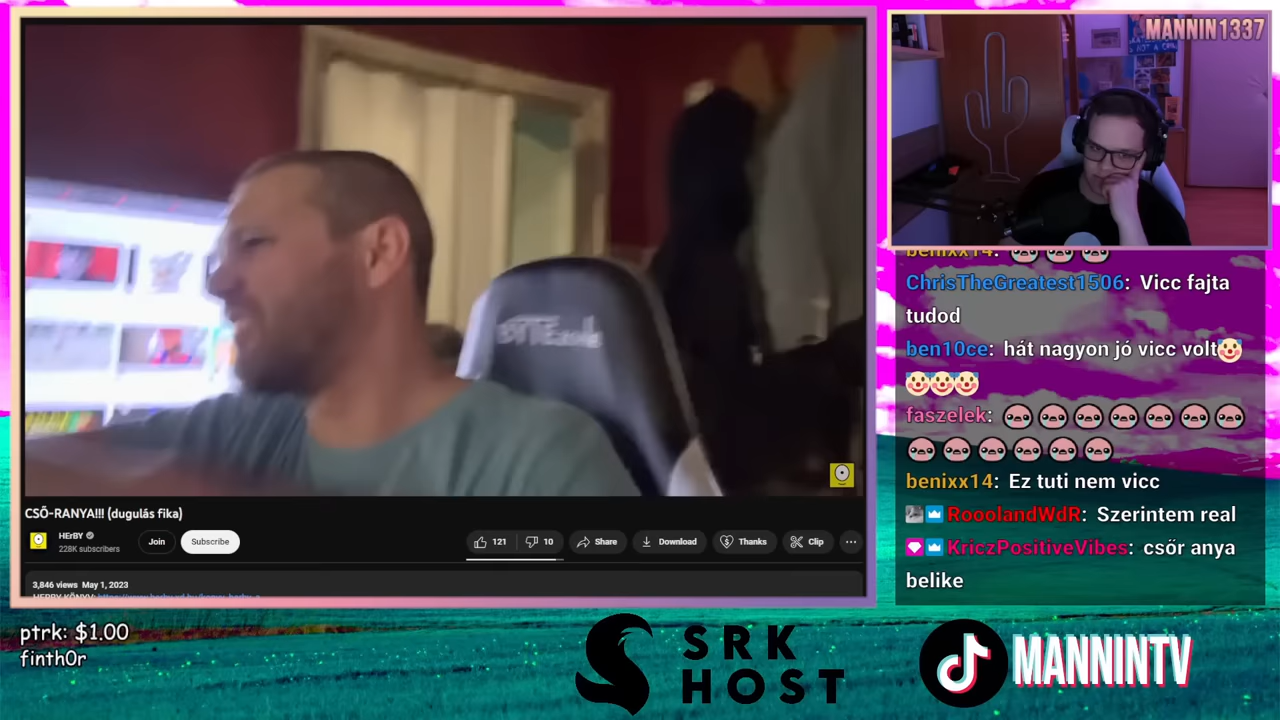 MANNIN1337
benixx14:
ChrisTheGreatest1506: Vicc fajta
tudod
ben10ce: hát nagyon jó vicc volt
faszelek:
benixx14: Ez tuti nem vicc
RooolandWdR: Szerintem real
KriczPositiveVibes: csőr anya
belike
CSŐ-RANYA!!! (dugulás fika)
HErBY
228K subscribers
Join
Subscribe
121
10
Share
Download
Thanks
Clip
3,846 views May 1, 2023
ptrk: $1.00
finth0r
SRK
HOST
MANNINTV